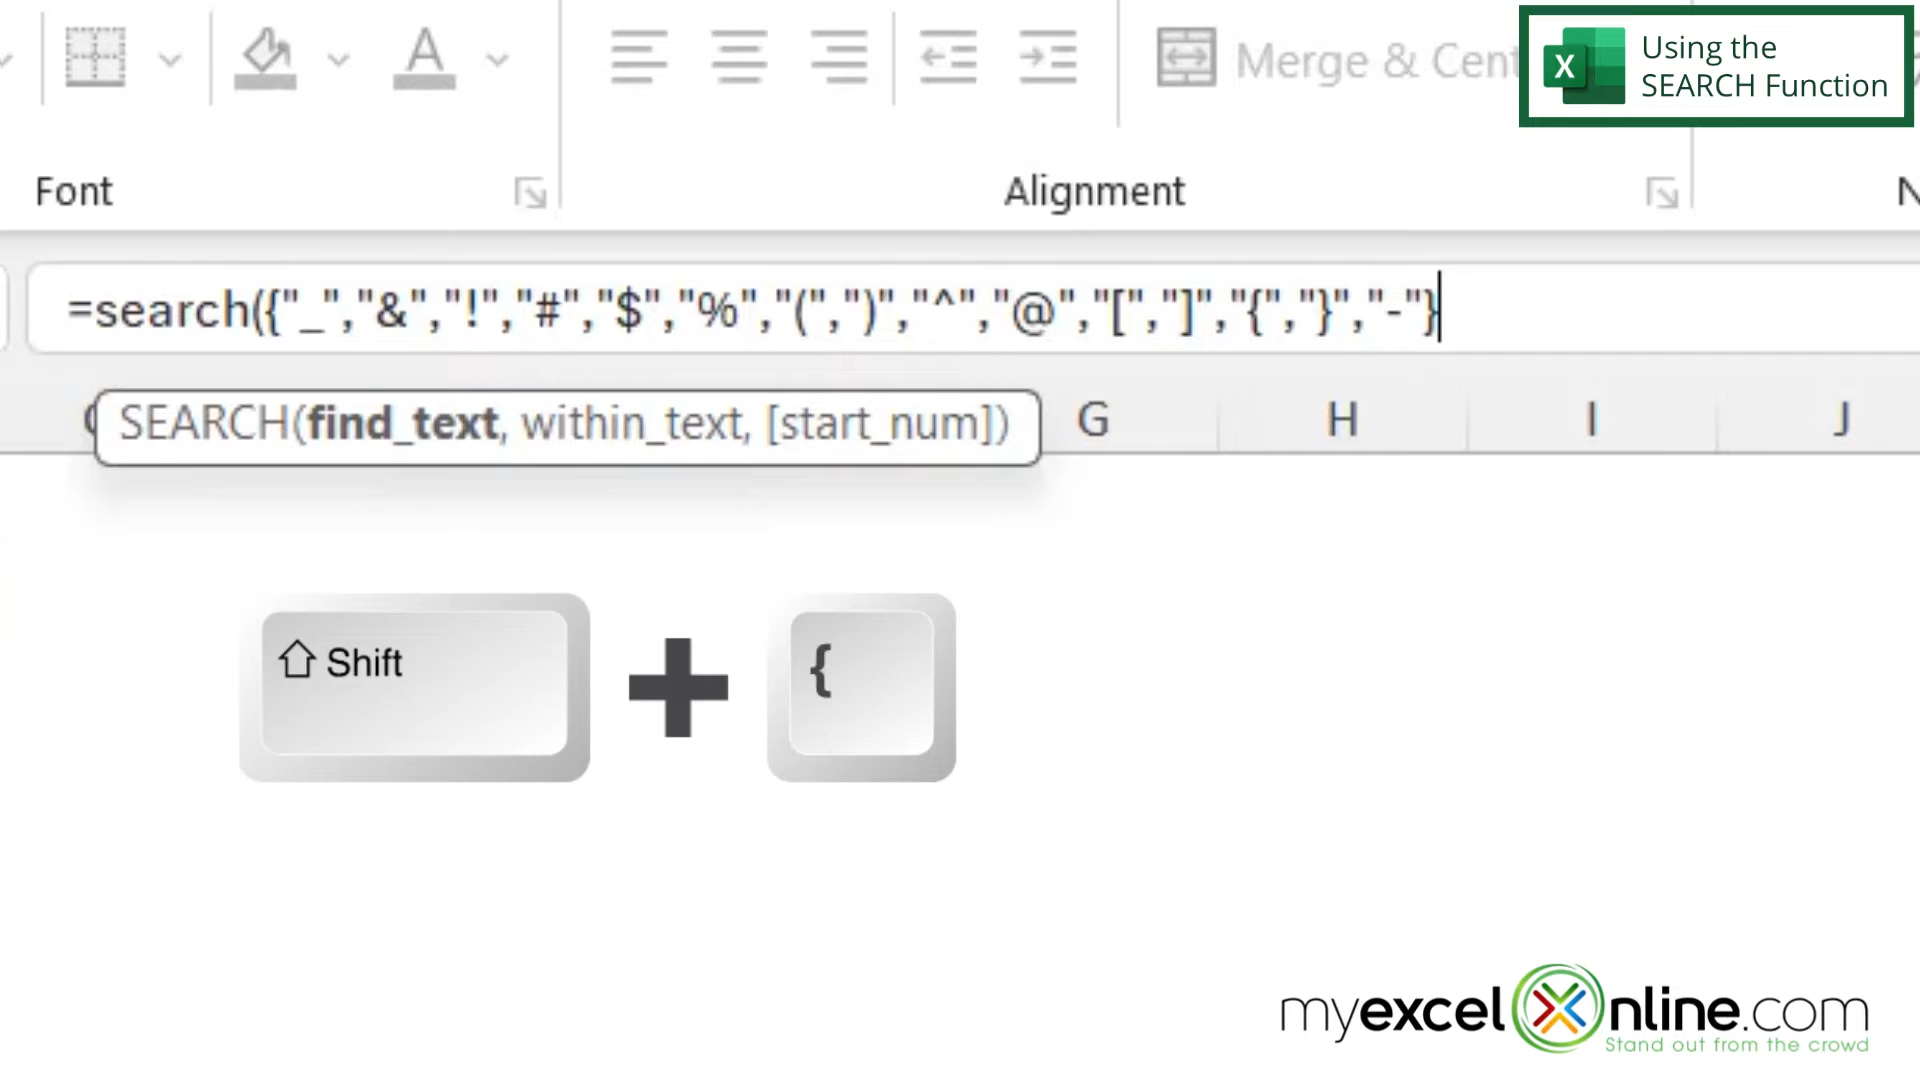 Merge & Cent
X
Using the
SEARCH Function
Font
Alignment
N
=search({"_","&","!","#","$","%","(",")","^","@","[","]","{","}","-"}
SEARCH(find_text, within_text, [start_num])
G
H
I
J
Shift
{
myexcelonline.com
Stand out from the crowd